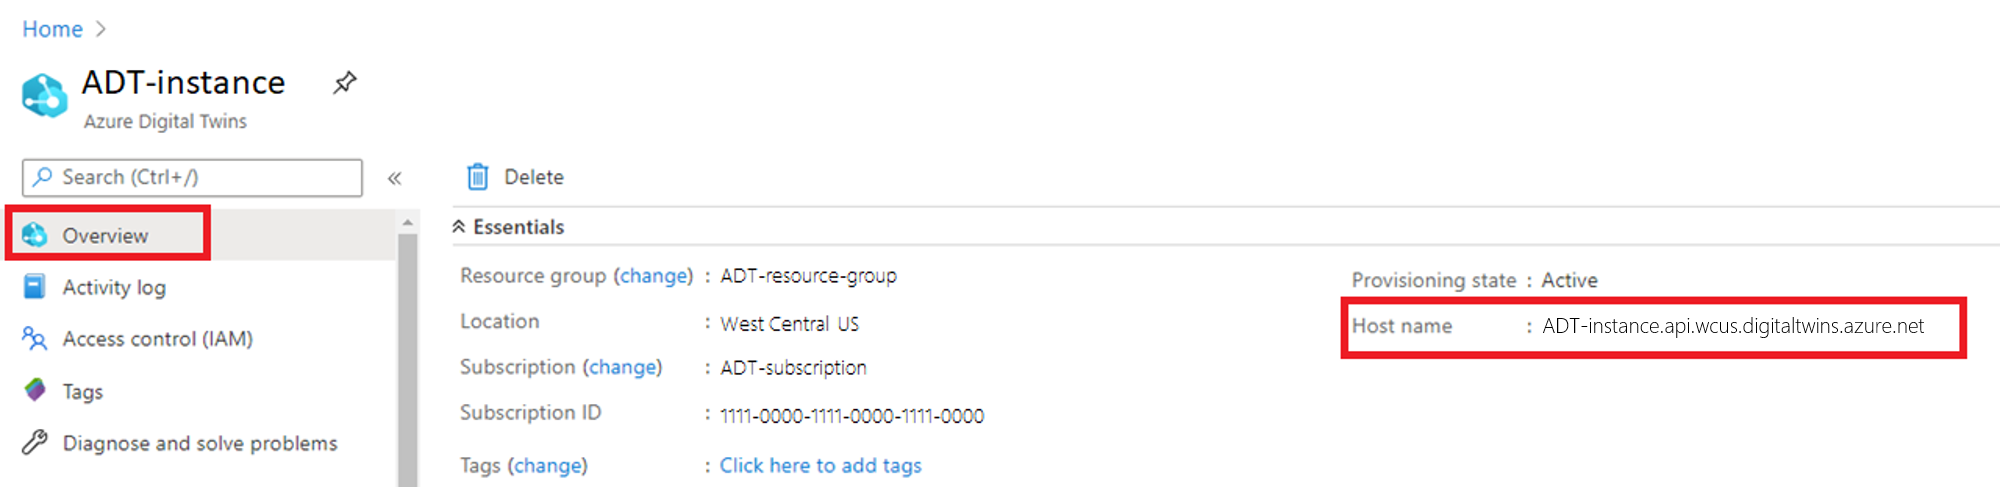 Home >
ADT-instance
Azure Digital Twins
Search (Ctrl+/)
«
Delete
Overview
Activity log
Access control (IAM)
Tags
Diagnose and solve problems
Essentials
Resource group (change) : ADT-resource-group
Location : West Central US
Subscription (change) : ADT-subscription
Subscription ID : 1111-0000-1111-0000-1111-0000
Tags (change) : Click here to add tags
Provisioning state : Active
Host name : ADT-instance.api.wcus.digitaltwins.azure.net